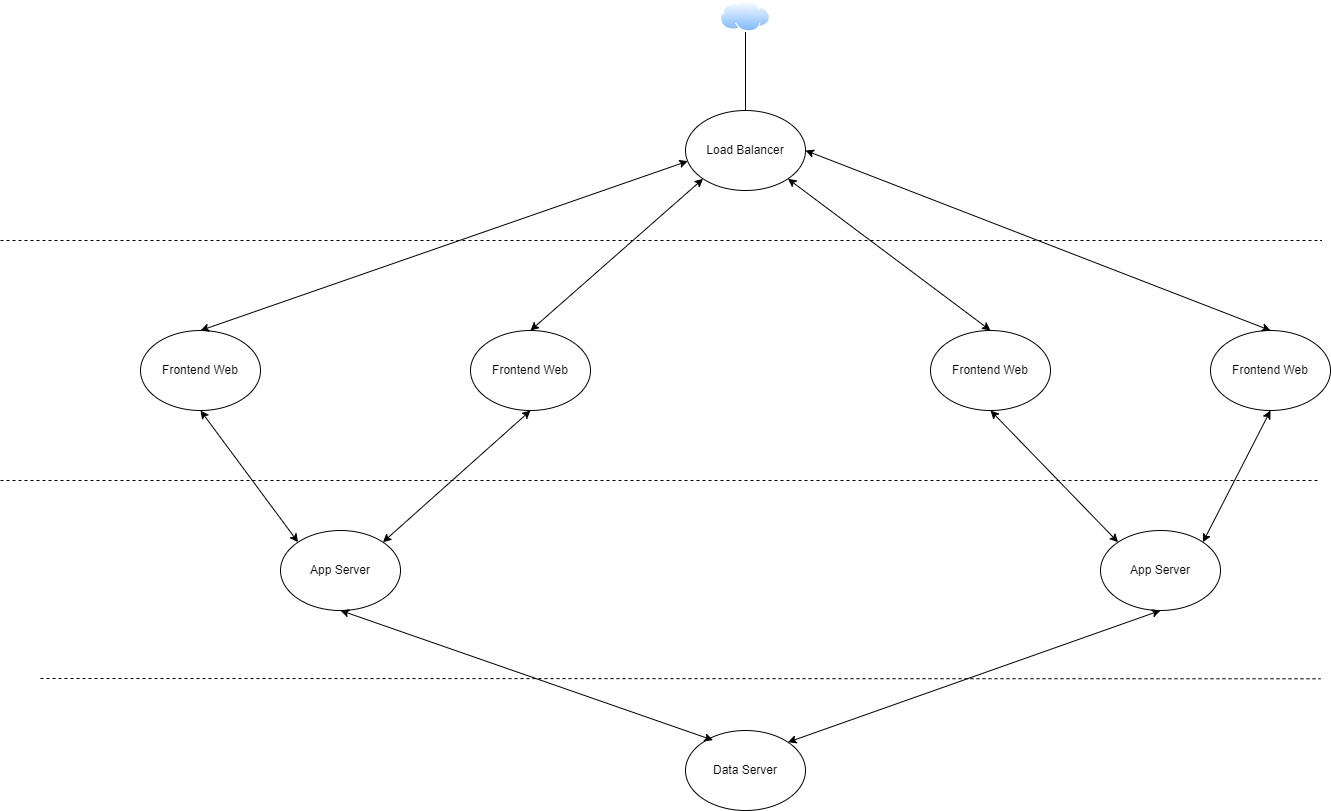 Load Balancer
Frontend Web
Frontend Web
Frontend Web
Frontend Web
App Server
App Server
Data Server